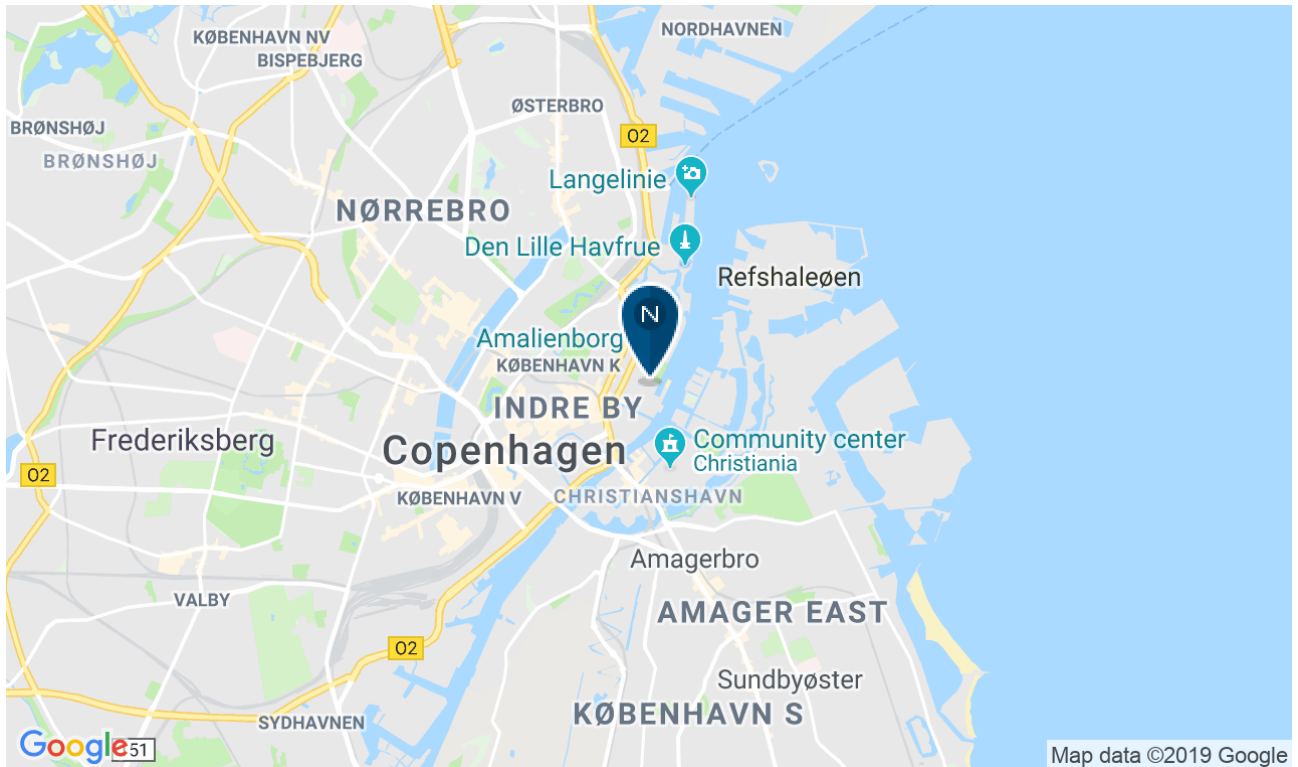 NORDHAVNEN
KØBENHAVN NV
BISPEBJERG
ØSTERBRO
BRØNSHØJ
O2
BRØNSHØJ
Langelinie
NØRREBRO
Den Lille Havfrue
Refshaleøen
N
Amalienborg
KØBENHAVN K
INDRE BY
Frederiksberg
Copenhagen
Community center
Christiania
O2
KØBENHAVN V
CHRISTIANSHAVN
Amagerbro
VALBY
AMAGER EAST
O2
Sundbyøster
KØBENHAVN S
SYDHAVNEN
Google
51
Map data ©2019 Google